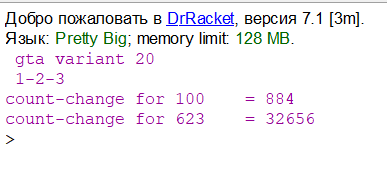 Добро пожаловать в DrRacket, версия 7.1 [3m].
Язык: Pretty Big; memory limit: 128 MB.
gta variant 20
1-2-3
count-change for 100    = 884
count-change for 623    = 32656
>